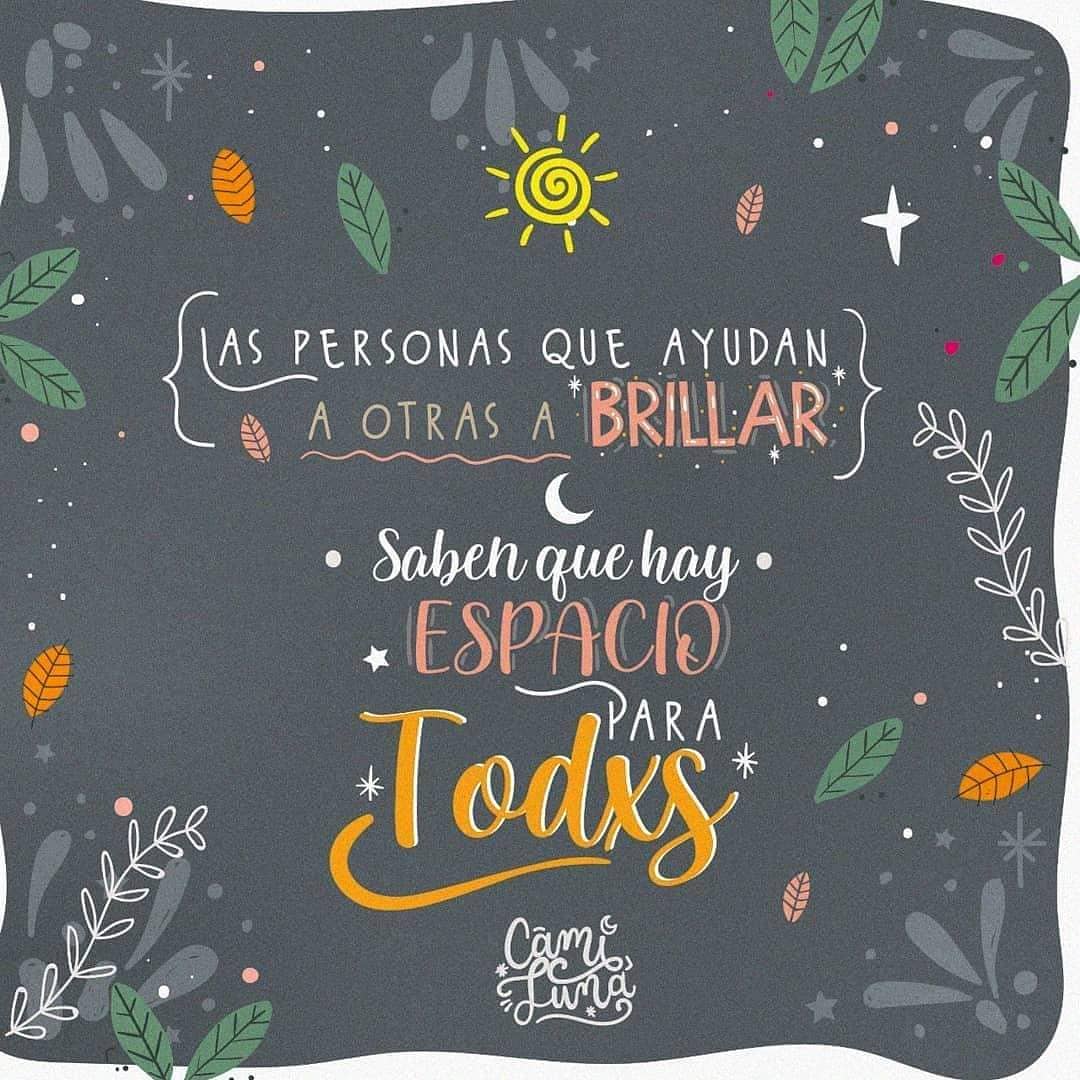 LAS PERSONAS QUE AYUDAN
A OTRAS A BRILLAR
Saben que hay
ESPACIO
PARA
Todxs
Cami
Luna